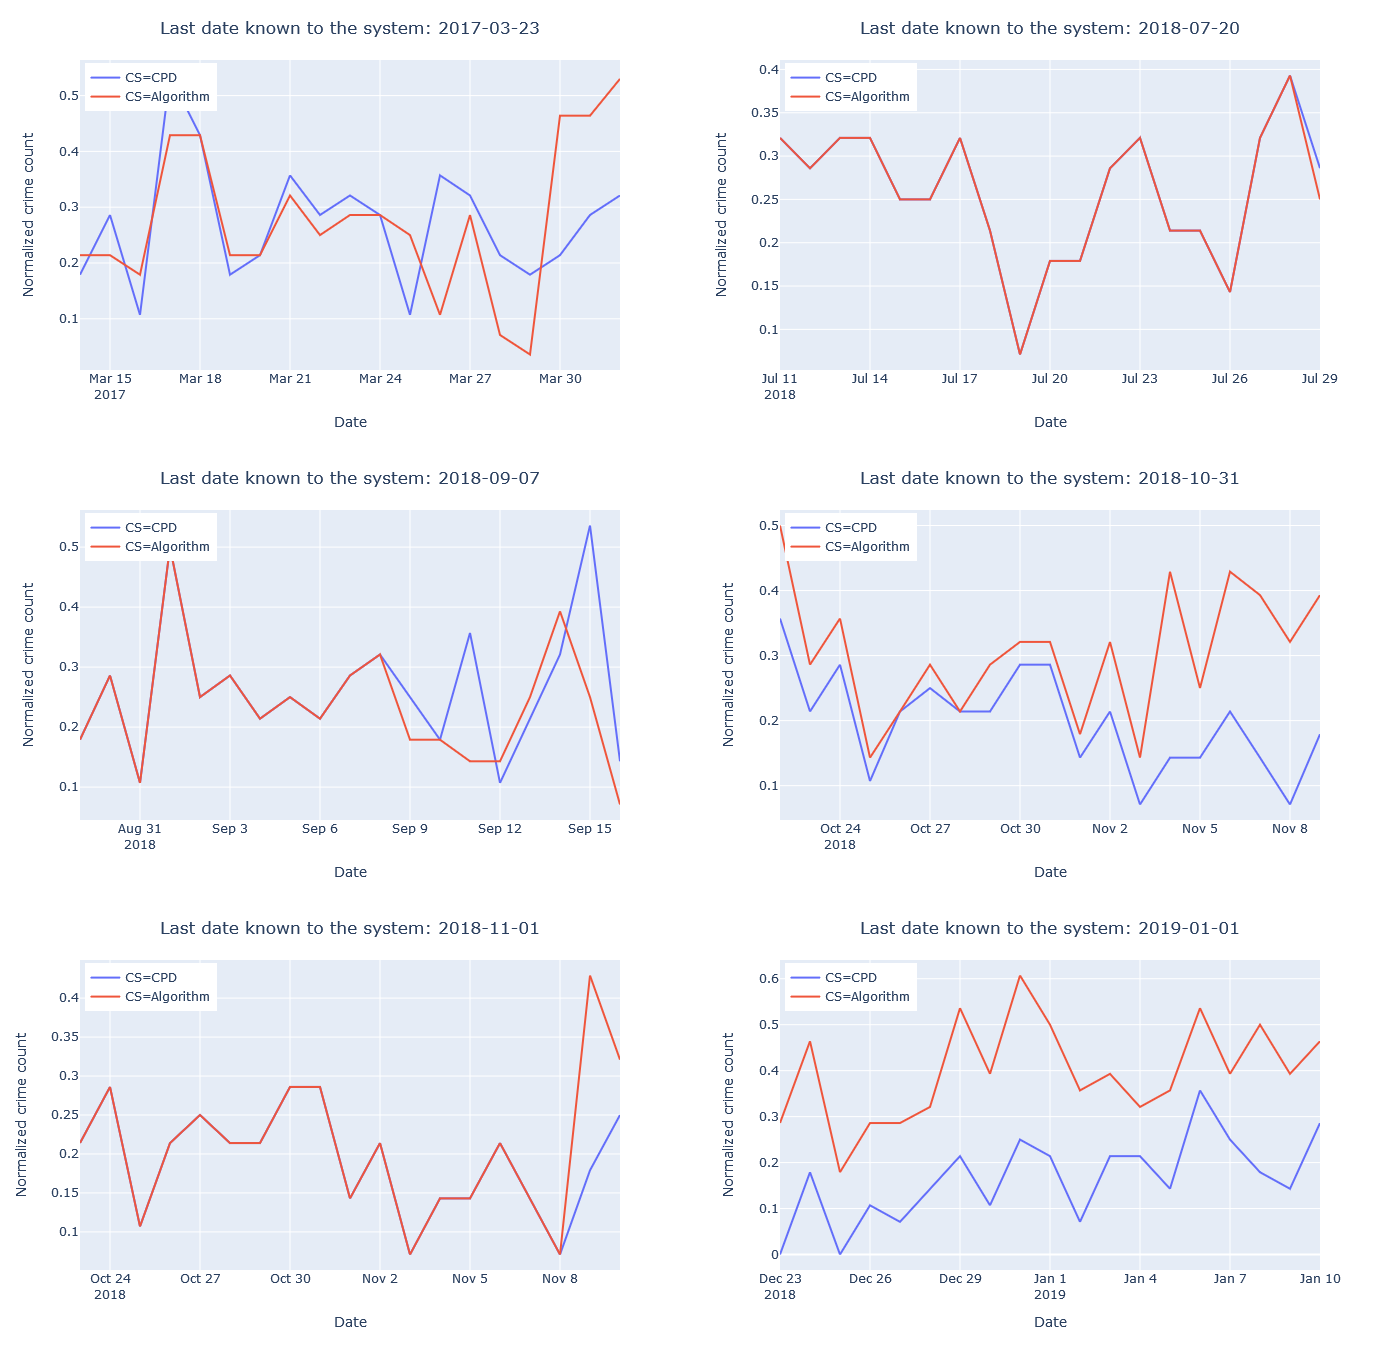 Last date known to the system: 2017-03-23
CS=CPD
CS=Algorithm
Normalized crime count
0.5
0.4
0.3
0.2
0.1
Mar 15 Mar 18 Mar 21 Mar 24 Mar 27 Mar 30
2017
Date
Last date known to the system: 2018-07-20
CS=CPD
CS=Algorithm
Normalized crime count
0.4
0.35
0.3
0.25
0.2
0.15
0.1
Jul 11 Jul 14 Jul 17 Jul 20 Jul 23 Jul 26 Jul 29
2018
Date
Last date known to the system: 2018-09-07
CS=CPD
CS=Algorithm
Normalized crime count
0.5
0.4
0.3
0.2
0.1
Aug 31 Sep 3 Sep 6 Sep 9 Sep 12 Sep 15
2018
Date
Last date known to the system: 2018-10-31
CS=CPD
CS=Algorithm
Normalized crime count
0.5
0.4
0.3
0.2
0.1
Oct 24 Oct 27 Oct 30 Nov 2 Nov 5 Nov 8
2018
Date
Last date known to the system: 2018-11-01
CS=CPD
CS=Algorithm
Normalized crime count
0.4
0.35
0.3
0.25
0.2
0.15
0.1
Oct 24 Oct 27 Oct 30 Nov 2 Nov 5 Nov 8
2018
Date
Last date known to the system: 2019-01-01
CS=CPD
CS=Algorithm
Normalized crime count
0.6
0.5
0.4
0.3
0.2
0.1
0
Dec 23 Dec 26 Dec 29 Jan 1 Jan 4 Jan 7 Jan 10
2018 2019
Date